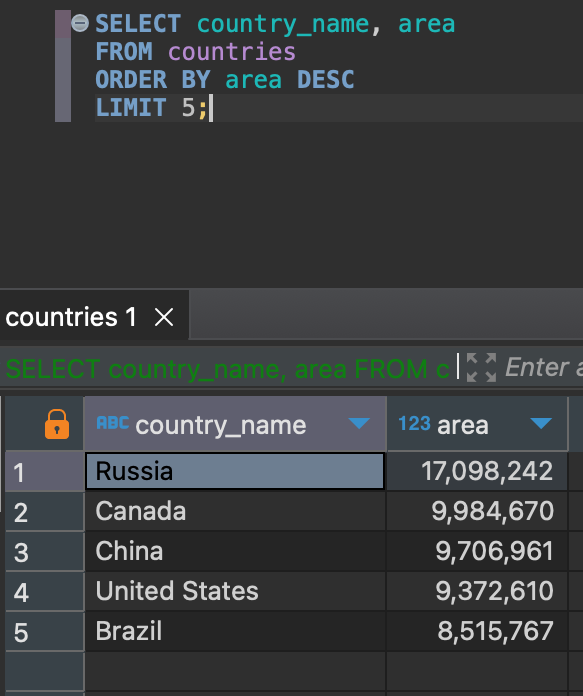 SELECT country_name, area
FROM countries
ORDER BY area DESC
LIMIT 5;
countries 1
SELECT country_name, area FROM c Enter
ABC country_name 123 area
1 Russia 17,098,242
2 Canada 9,984,670
3 China 9,706,961
4 United States 9,372,610
5 Brazil 8,515,767